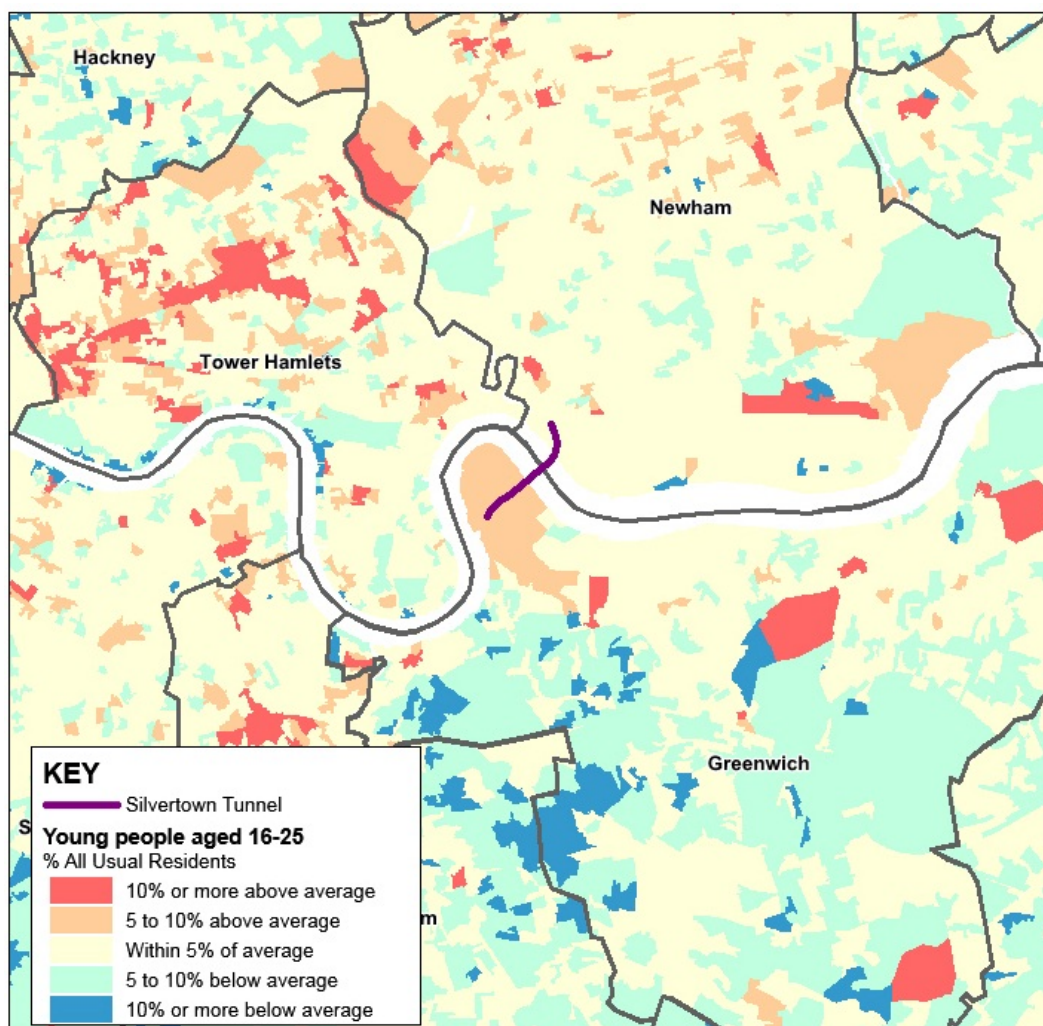 Hackney
Newham
Tower Hamlets
Greenwich
KEY
Silvertown Tunnel
S
Young people aged 16-25
% All Usual Residents
10% or more above average
5 to 10% above average
m
Within 5% of average
5 to 10% below average
10% or more below average